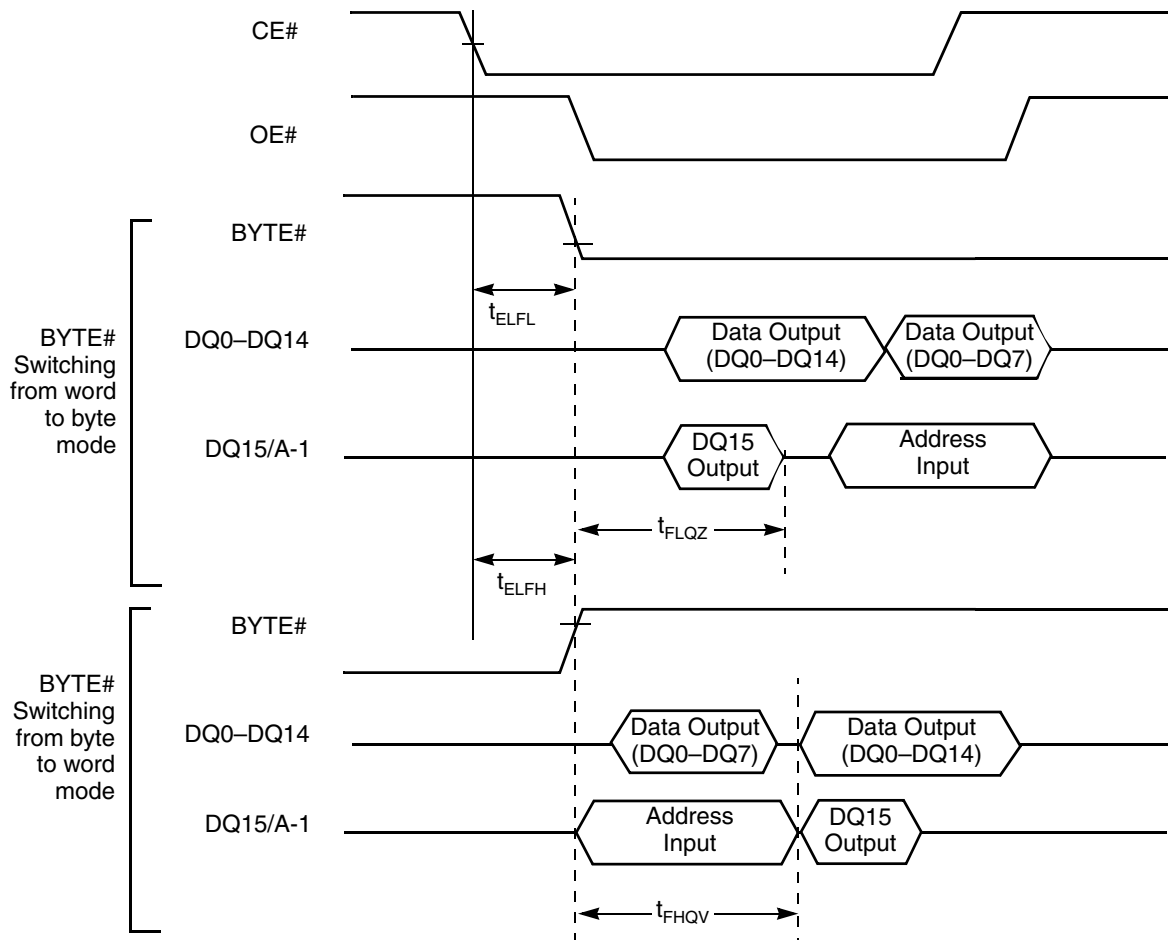 CE#
OE#
BYTE#
tELFL
BYTE#
Switching
from word
to byte
mode
DQ0–DQ14
Data Output
(DQ0–DQ14)
Data Output
(DQ0–DQ7)
DQ15/A-1
DQ15
Output
Address
Input
tFLQZ
tELFH
BYTE#
BYTE#
Switching
from byte
to word
mode
DQ0–DQ14
Data Output
(DQ0–DQ7)
Data Output
(DQ0–DQ14)
DQ15/A-1
Address
Input
DQ15
Output
tFHQV